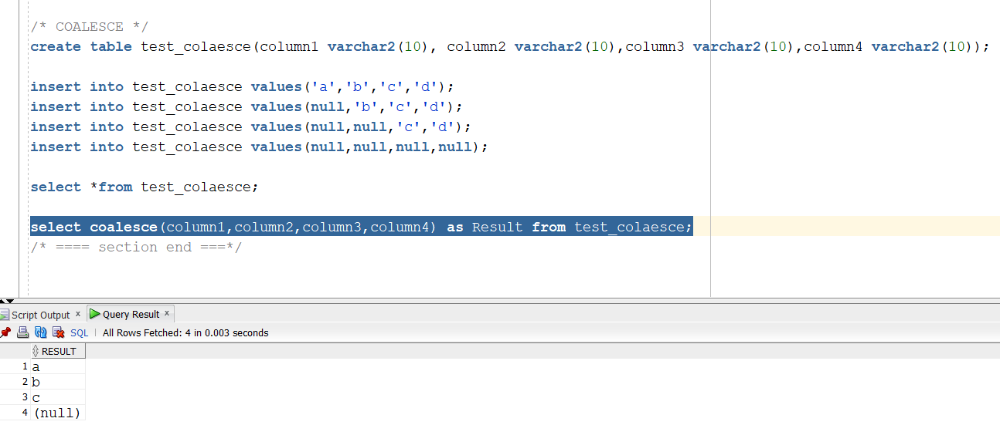 /* COALESCE */
create table test_colaesce(column1 varchar2(10), column2 varchar2(10),column3 varchar2(10),column4 varchar2(10));
insert into test_colaesce values('a','b','c','d');
insert into test_colaesce values(null,'b','c','d');
insert into test_colaesce values(null,null,'c','d');
insert into test_colaesce values(null,null,null,null);
select *from test_colaesce;
select coalesce(column1,column2,column3,column4) as Result from test_colaesce;
/* ==== section end ===*/
Script Output x Query Result x
SQL | All Rows Fetched: 4 in 0.003 seconds
RESULT
1 a
2 b
3 c
4 (null)